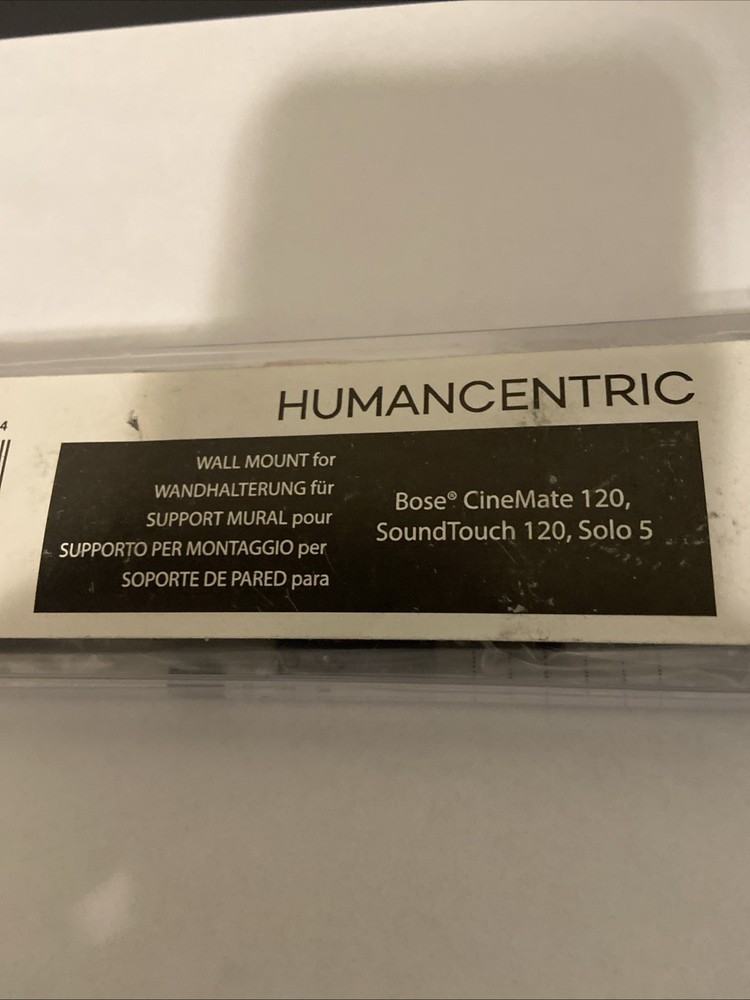 HUMANCENTRIC
4
WALL MOUNT for
WANDHALTERUNG für
SUPPORT MURAL pour
SUPPORTO PER MONTAGGIO per
SOPORTE DE PARED para
Bose® CineMate 120,
SoundTouch 120, Solo 5